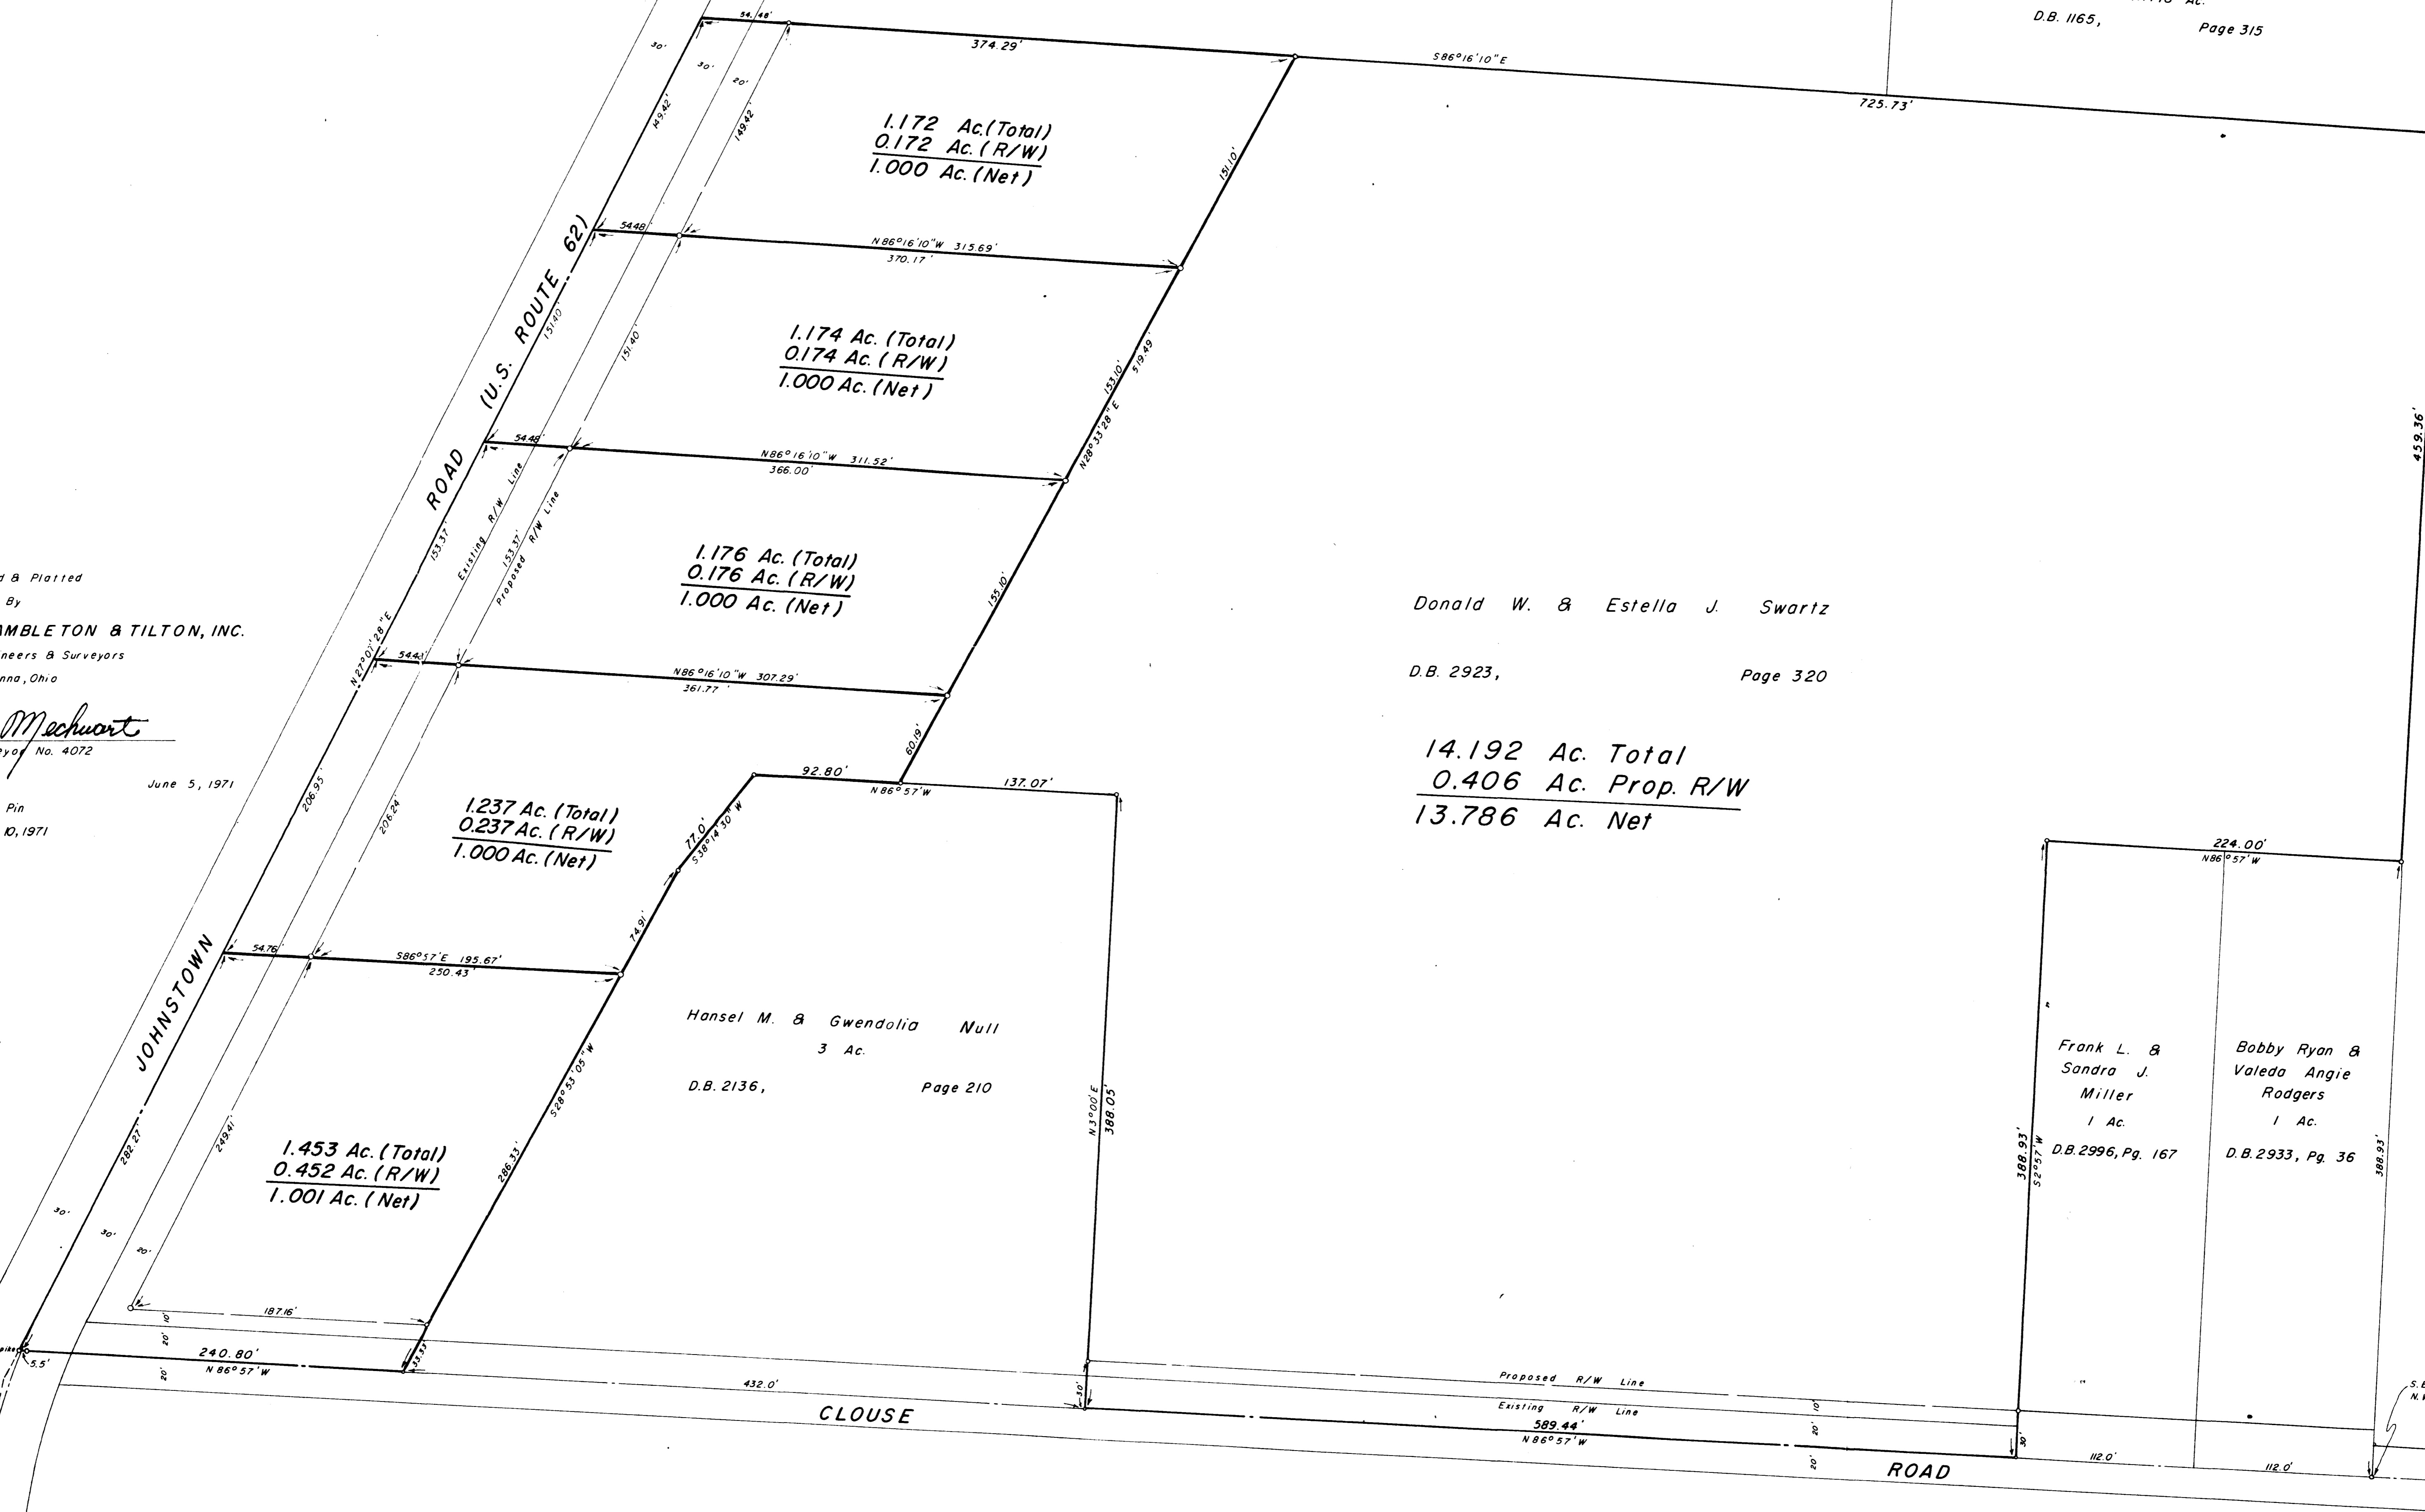 Ac.
D.B. 1165, Page 315
54.48'
374.29'
S86°16'10"E
725.73'
30'
30'
20'
149.42'
149.42'
1.172 Ac.(Total)
0.172 Ac. (R/W)
1.000 Ac. (Net)
151.10'
54.48'
N86°16'10"W 315.69'
370.17'
JOHNSTOWN ROAD (U.S. ROUTE 62)
151.40'
151.40'
1.174 Ac. (Total)
0.174 Ac. (R/W)
1.000 Ac. (Net)
153.10'
519.49'
N28°33'28"E
459.36'
54.48'
N86°16'10"W 311.52'
366.00'
153.37'
Existing R/W Line
153.37'
Proposed R/W Line
1.176 Ac. (Total)
0.176 Ac. (R/W)
1.000 Ac. (Net)
155.10'
N27°07'28"E
54.48'
N86°16'10"W 307.29'
361.77'
& Platted
By
TILTON, INC.
& Surveyors
Ohio
Mechwart
No. 4072
June 5, 1971
Pin
10, 1971
Donald W. & Estella J. Swartz
D.B. 2923, Page 320
14.192 Ac. Total
0.406 Ac. Prop. R/W
13.786 Ac. Net
60.19'
92.80'
N86°57'W
137.07'
206.95'
206.24'
1.237 Ac. (Total)
0.237 Ac. (R/W)
1.000 Ac. (Net)
77.0'
S38°14'30"W
74.91'
224.00'
N86°57'W
54.76'
S86°57'E 195.67'
250.43'
Hansel M. & Gwendolia Null
3 Ac.
D.B. 2136, Page 210
S28°53'05"W
286.33'
N3°00'E
388.05'
388.93'
S2°57'W
Frank L. &
Sandra J.
Miller
1 Ac.
D.B. 2996, Pg. 167
Bobby Ryan &
Valeda Angie
Rodgers
1 Ac.
D.B. 2933, Pg. 36
388.93'
282.27'
249.41'
1.453 Ac. (Total)
0.452 Ac. (R/W)
1.001 Ac. (Net)
30'
30'
20'
187.16'
10'
20'
20'
5.5'
240.80'
N86°57'W
33.33'
432.0'
30'
CLOUSE ROAD
Proposed R/W Line
Existing R/W Line
589.44'
N86°57'W
10'
20'
20'
30'
112.0'
112.0'